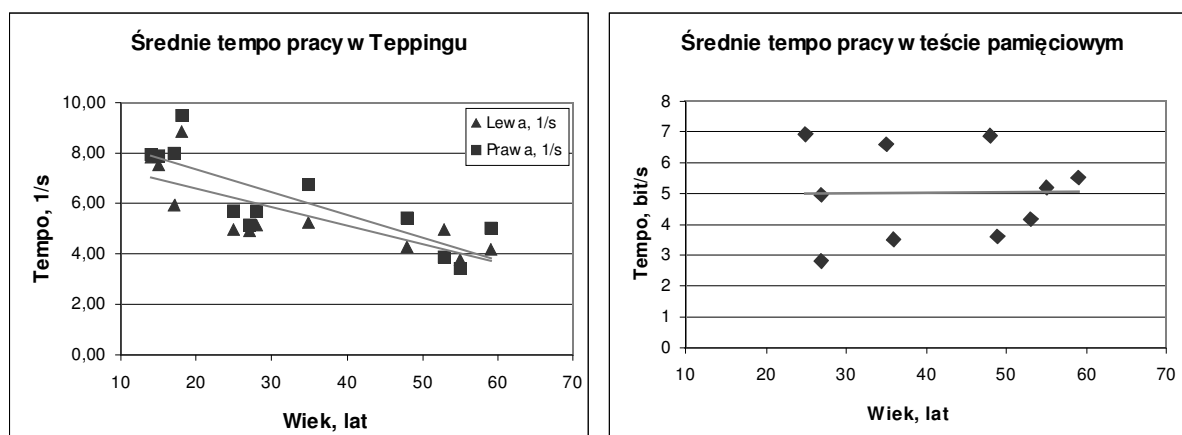 Średnie tempo pracy w Teppingu
Tempo, 1/s
10,00
8,00
6,00
4,00
2,00
0,00
Lewa, 1/s
Prawa, 1/s
10 20 30 40 50 60 70
Wiek, lat
Średnie tempo pracy w teście pamięciowym
Tempo, bit/s
8
7
6
5
4
3
2
1
0
10 20 30 40 50 60 70
Wiek, lat